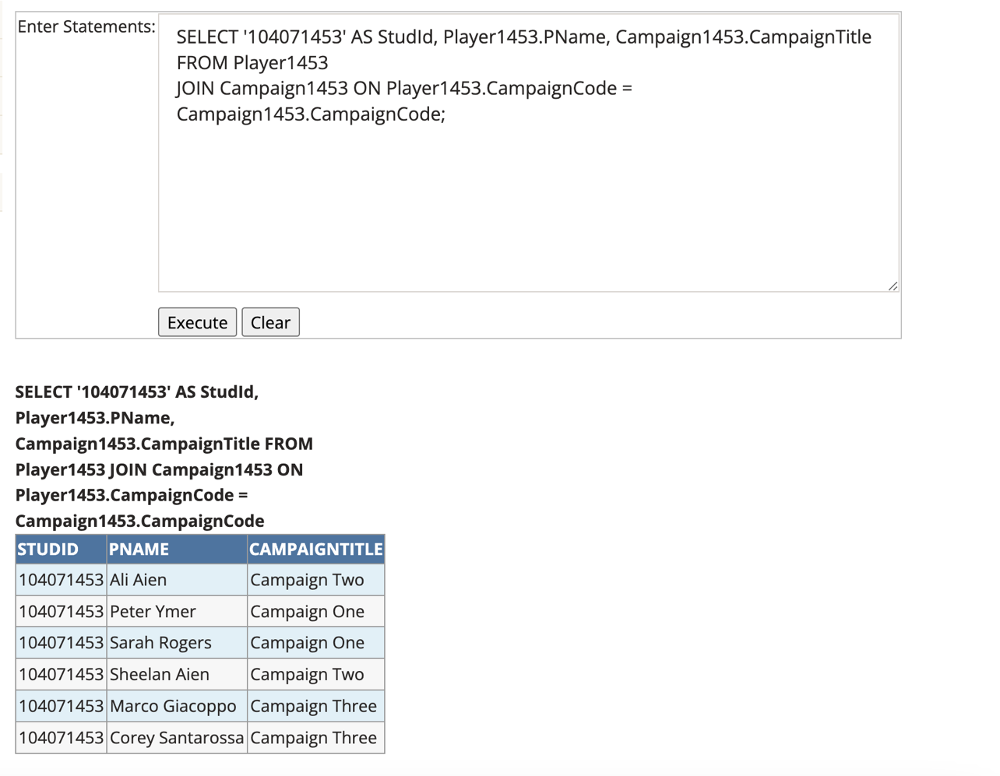 Enter Statements:
SELECT '104071453' AS StudId, Player1453.PName, Campaign1453.CampaignTitle
FROM Player1453
JOIN Campaign1453 ON Player1453.CampaignCode =
Campaign1453.CampaignCode;
Execute Clear
SELECT '104071453' AS StudId,
Player1453.PName,
Campaign1453.CampaignTitle FROM
Player1453 JOIN Campaign1453 ON
Player1453.CampaignCode =
Campaign1453.CampaignCode
STUDID PNAME CAMPAIGNTITLE
104071453 Ali Aien Campaign Two
104071453 Peter Ymer Campaign One
104071453 Sarah Rogers Campaign One
104071453 Sheelan Aien Campaign Two
104071453 Marco Giacoppo Campaign Three
104071453 Corey Santarossa Campaign Three